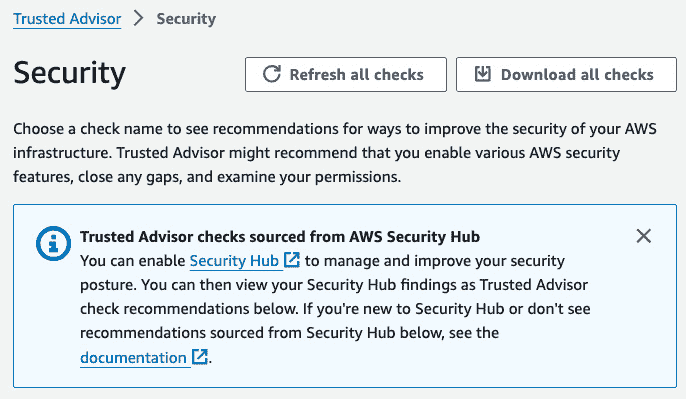 Trusted Advisor > Security
Security
Refresh all checks
Download all checks
Choose a check name to see recommendations for ways to improve the security of your AWS
infrastructure. Trusted Advisor might recommend that you enable various AWS security
features, close any gaps, and examine your permissions.
Trusted Advisor checks sourced from AWS Security Hub
You can enable Security Hub to manage and improve your security
posture. You can then view your Security Hub findings as Trusted Advisor
check recommendations below. If you're new to Security Hub or don't see
recommendations sourced from Security Hub below, see the
documentation .